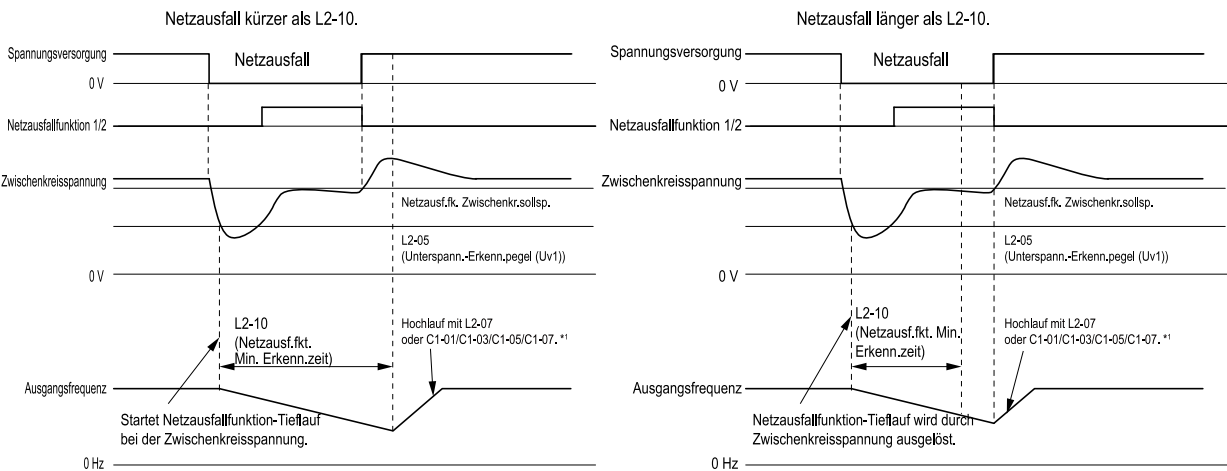 Netzausfall kürzer als L2-10.
Spannungsversorgung
Netzausfall
0 V
Netzausfallfunktion 1/2
Zwischenkreisspannung
Netzausf.fk. Zwischenkr.sollsp.
L2-05
(Unterspann.-Erkenn.pegel (Uv1))
0 V
L2-10
(Netzausf.fkt.
Min. Erkenn.zeit)
Hochlauf mit L2-07
oder C1-01/C1-03/C1-05/C1-07. *1
Ausgangsfrequenz
Startet Netzausfallfunktion-Tieflauf
bei der Zwischenkreisspannung.
0 Hz
Netzausfall länger als L2-10.
Spannungsversorgung
Netzausfall
0 V
Netzausfallfunktion 1/2
Zwischenkreisspannung
Netzausf.fk. Zwischenkr.sollsp.
L2-05
(Unterspann.-Erkenn.pegel (Uv1))
0 V
L2-10
(Netzausf.fkt. Min.
Erkenn.zeit)
Hochlauf mit L2-07
oder C1-01/C1-03/C1-05/C1-07. *1
Ausgangsfrequenz
Netzausfallfunktion-Tieflauf wird durch
Zwischenkreisspannung ausgelöst.
0 Hz